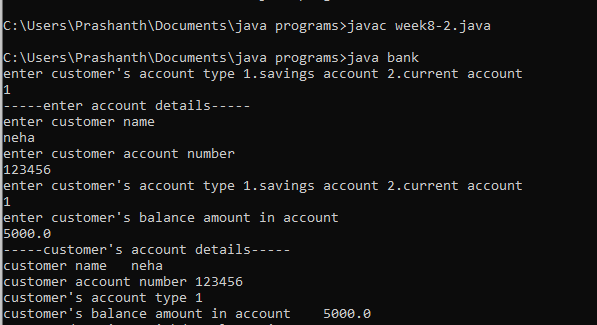 C:\Users\Prashanth\Documents\java programs>javac week8-2.java
C:\Users\Prashanth\Documents\java programs>java bank
enter customer's account type 1.savings account 2.current account
1
-----enter account details-----
enter customer name
neha
enter customer account number
123456
enter customer's account type 1.savings account 2.current account
1
enter customer's balance amount in account
5000.0
-----customer's account details-----
customer name   neha
customer account number 123456
customer's account type 1
customer's balance amount in account    5000.0